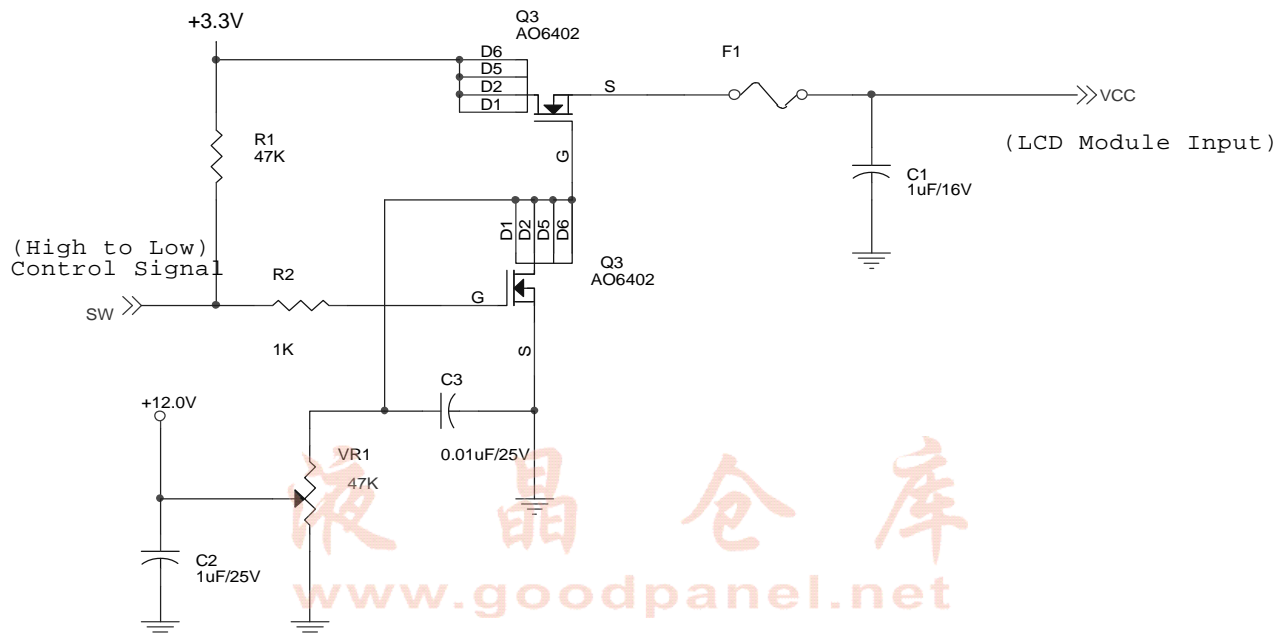 +3.3V
Q3
AO6402
D6
D5
D2
D1
S
F1
VCC
(LCD Module Input)
R1
47K
G
C1
1uF/16V
D1
D2
D5
D6
(High to Low)
Control Signal
SW
R2
1K
G
Q3
AO6402
S
C3
0.01uF/25V
+12.0V
VR1
47K
C2
1uF/25V
液晶仓库
www.goodpanel.net